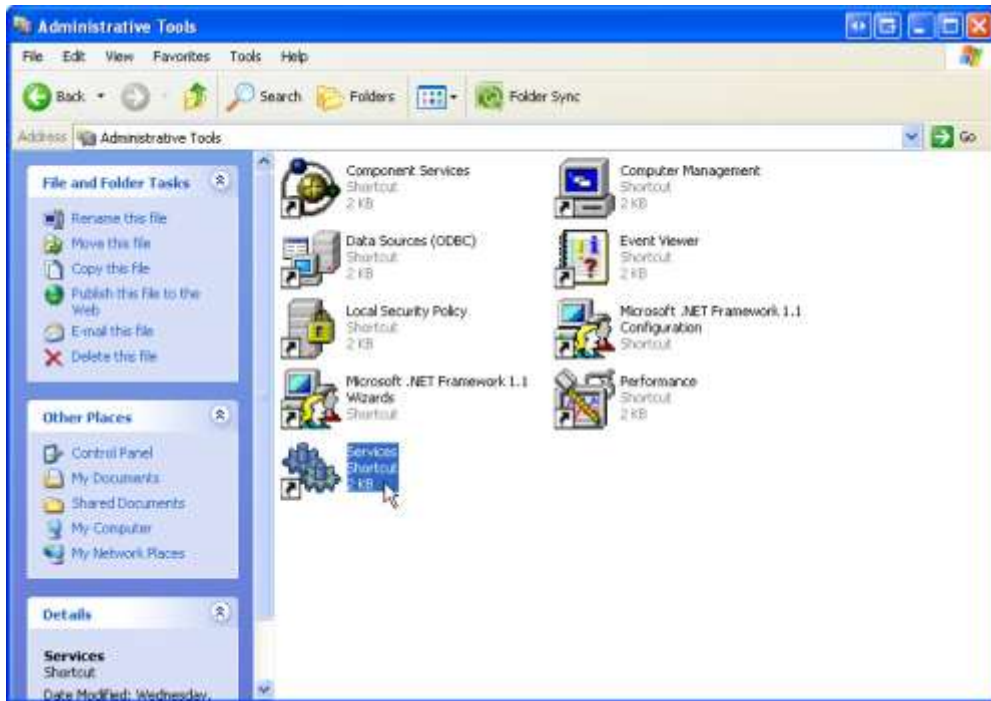 Administrative Tools
File Edit View Favorites Tools Help
Back Search Folders Folder Sync
Address Administrative Tools Go
File and Folder Tasks
Rename this file
Move this file
Copy this file
Publish this file to the
Web
E-mail this file
Delete this file
Other Places
Control Panel
My Documents
Shared Documents
My Computer
My Network Places
Details
Services
Shortcut
Date Modified: Wednesday,
Component Services
Shortcut
2 KB
Computer Management
Shortcut
2 KB
Data Sources (ODBC)
Shortcut
2 KB
Event Viewer
Shortcut
2 KB
Local Security Policy
Shortcut
2 KB
Microsoft .NET Framework 1.1
Configuration
Shortcut
Microsoft .NET Framework 1.1
Wizards
Shortcut
Performance
Shortcut
2 KB
Services
Shortcut
2 KB